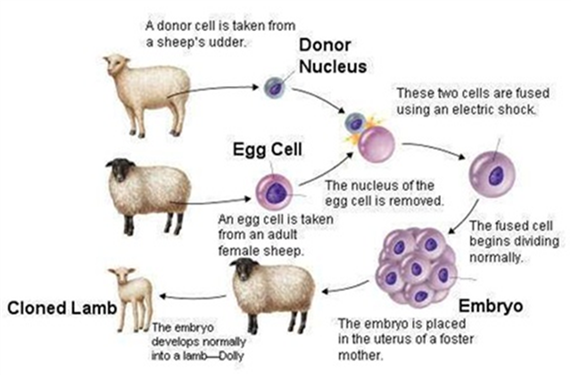 A donor cell is taken from
a sheep's udder.
Donor
Nucleus
These two cells are fused
using an electric shock.
Egg Cell
The nucleus of the
egg cell is removed.
An egg cell is taken
from an adult
female sheep.
The fused cell
begins dividing
normally.
Cloned Lamb
Embryo
The embryo
develops normally
into a lamb—Dolly
The embryo is placed
in the uterus of a foster
mother.